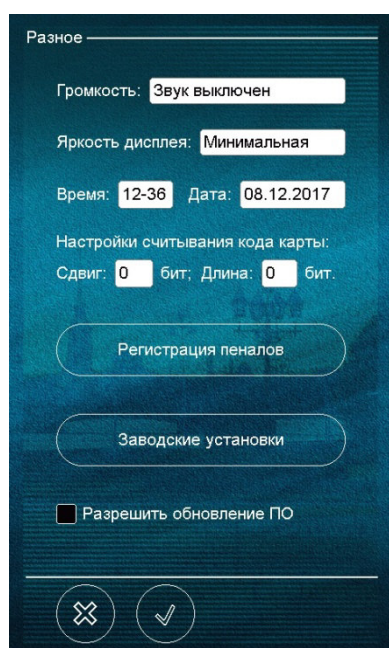 Разное
Громкость: Звук выключен
Яркость дисплея: Минимальная
Время: 12-36 Дата: 08.12.2017
Настройки считывания кода карты:
Сдвиг: 0 бит; Длина: 0 бит.
Регистрация пеналов
Заводские установки
Разрешить обновление ПО